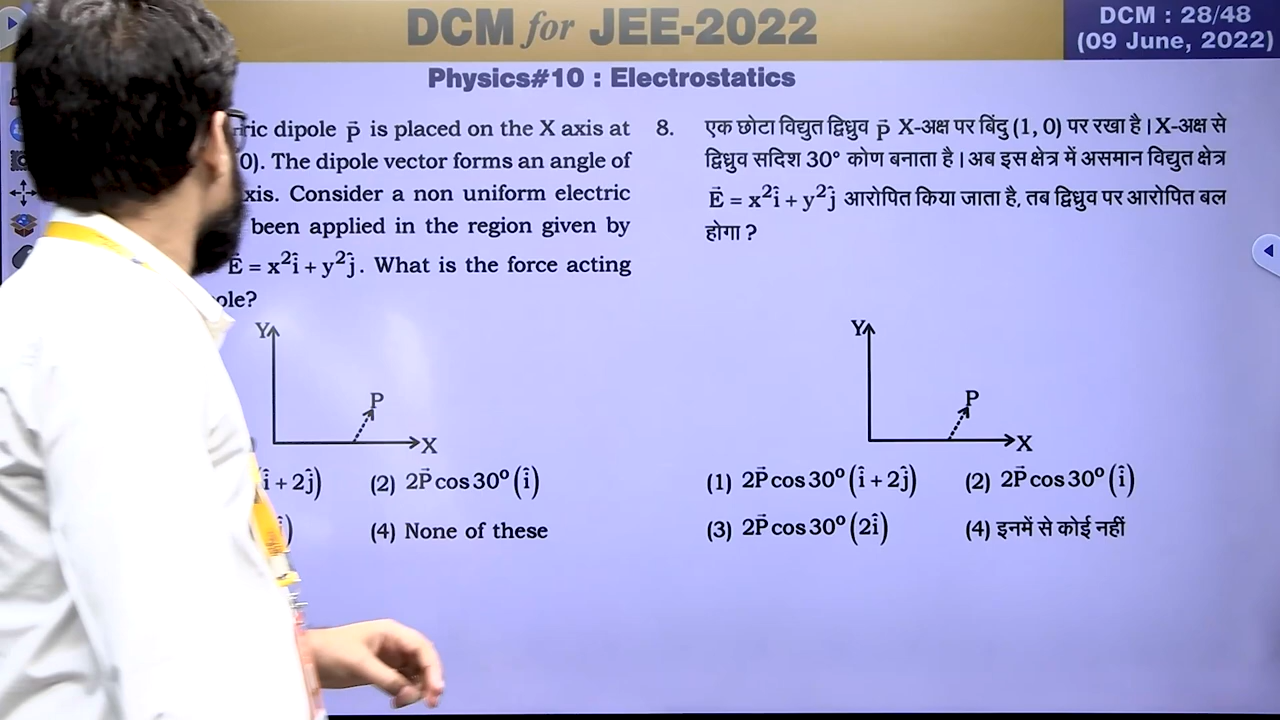 DCM for JEE-2022
DCM : 28/48
(09 June, 2022)
Physics#10 : Electrostatics
dipole p⃗ is placed on the X axis at
0). The dipole vector forms an angle of
Consider a non uniform electric
been applied in the region given by
E⃗ = x²î + y²ĵ. What is the force acting
Y
P
X
î + 2ĵ)
(2) 2P⃗ cos 30° (î)
(4) None of these
8. एक छोटा विद्युत द्विध्रुव p⃗ X-अक्ष पर बिंदु (1, 0) पर रखा है। X-अक्ष से
द्विध्रुव सदिश 30° कोण बनाता है। अब इस क्षेत्र में असमान विद्युत क्षेत्र
E⃗ = x²î + y²ĵ आरोपित किया जाता है, तब द्विध्रुव पर आरोपित बल
होगा ?
Y
P
X
(1) 2P⃗ cos 30° (î + 2ĵ) (2) 2P⃗ cos 30° (î)
(3) 2P⃗ cos 30° (2î) (4) इनमें से कोई नहीं